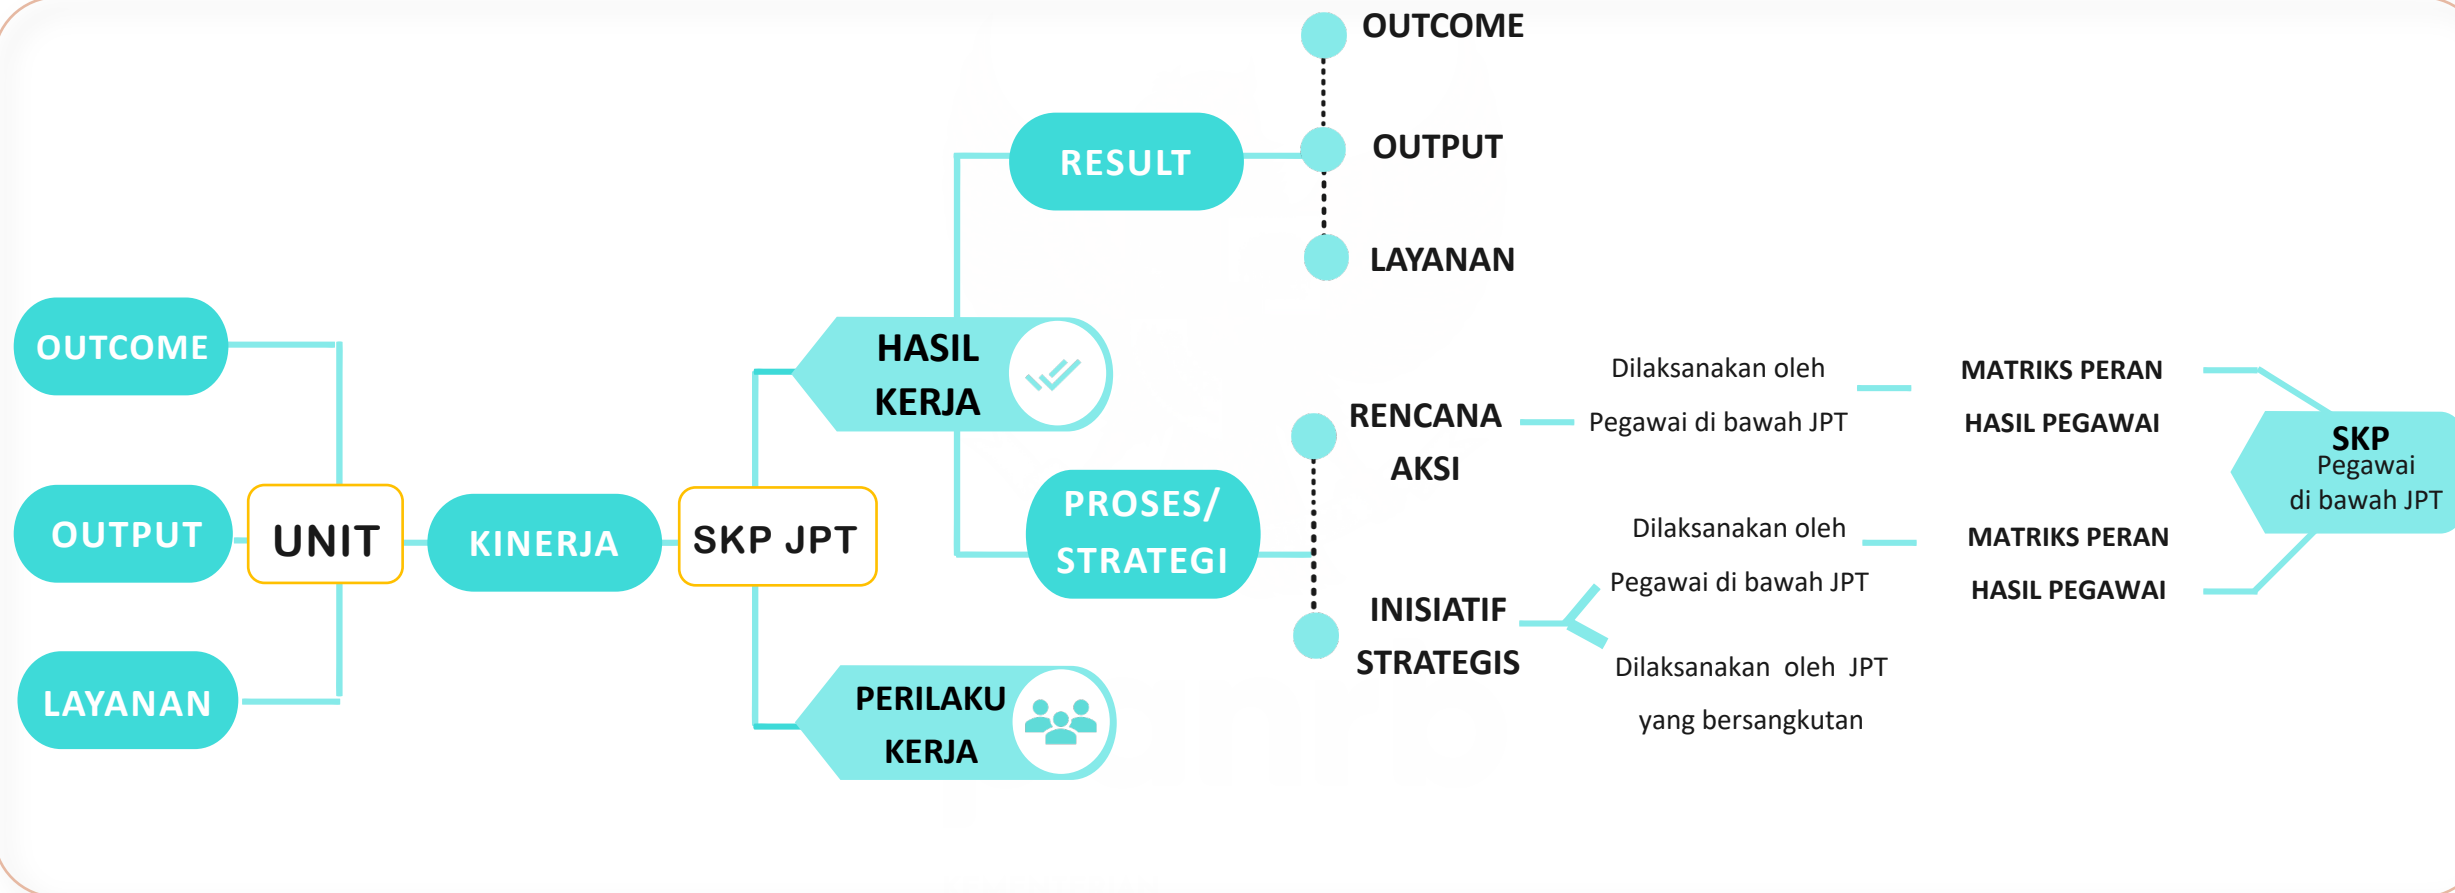 OUTCOME
OUTPUT
LAYANAN
UNIT
KINERJA
SKP JPT
HASIL
KERJA
PERILAKU
KERJA
RESULT
OUTCOME
OUTPUT
LAYANAN
PROSES/
STRATEGI
RENCANA
AKSI
Dilaksanakan oleh
Pegawai di bawah JPT
MATRIKS PERAN
HASIL PEGAWAI
INISIATIF
STRATEGIS
Dilaksanakan oleh
Pegawai di bawah JPT
MATRIKS PERAN
HASIL PEGAWAI
Dilaksanakan oleh JPT
yang bersangkutan
SKP
Pegawai
di bawah JPT